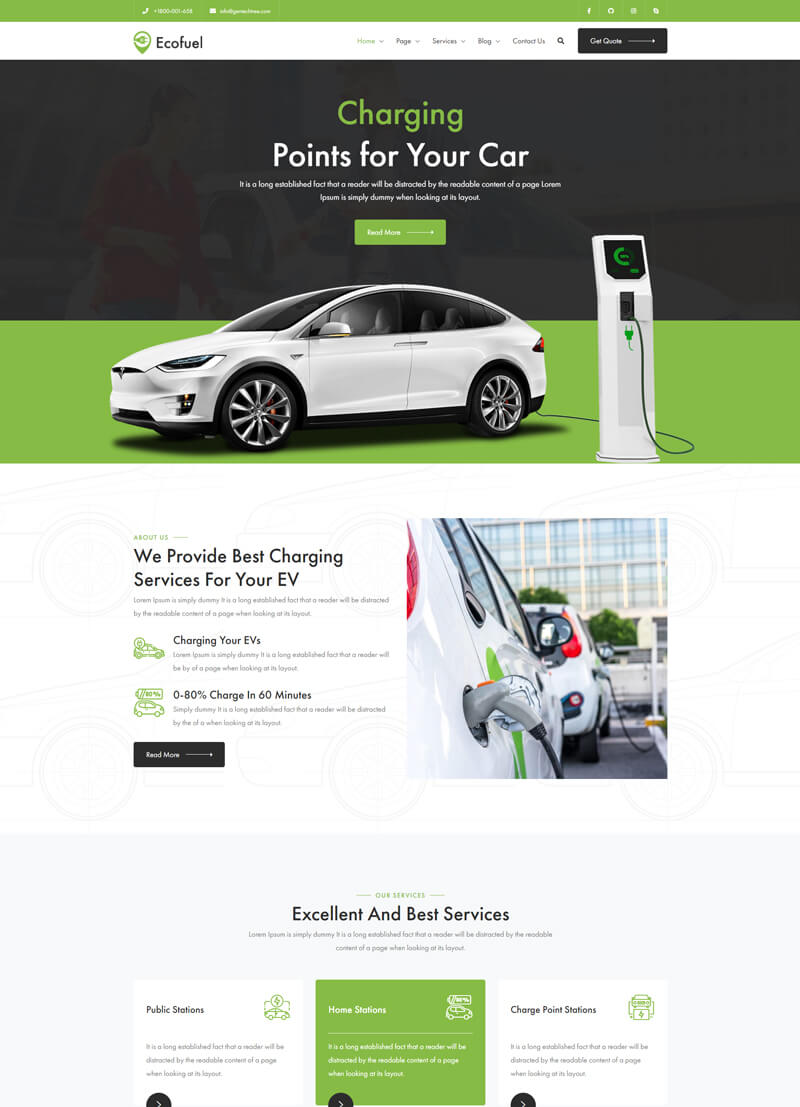 +1800-001-658
info@gentechtree.com
Ecofuel
Home
Page
Services
Blog
Contact Us
Get Quote
Charging
Points for Your Car
It is a long established fact that a reader will be distracted by the readable content of a page Lorem
Ipsum is simply dummy when looking at its layout.
Read More
ABOUT US
We Provide Best Charging
Services For Your EV
Lorem Ipsum is simply dummy It is a long established fact that a reader will be distracted
by the readable content of a page when looking at its layout.
Charging Your EVs
Lorem Ipsum is simply dummy It is a long established fact that a reader will
be by of a page when looking at its layout.
80%
0-80% Charge In 60 Minutes
Simply dummy It is a long established fact that a reader will be distracted
by the of a when looking at its layout.
Read More
OUR SERVICES
Excellent And Best Services
Lorem Ipsum is simply dummy It is a long established fact that a reader will be distracted by the readable
content of a page when looking at its layout.
Public Stations
It is a long established fact that a reader will be
distracted by the readable content of a page
when looking at its layout.
Home Stations
80%
It is a long established fact that a reader will be
distracted by the readable content of a page
when looking at its layout.
Charge Point Stations
It is a long established fact that a reader will be
distracted by the readable content of a page
when looking at its layout.